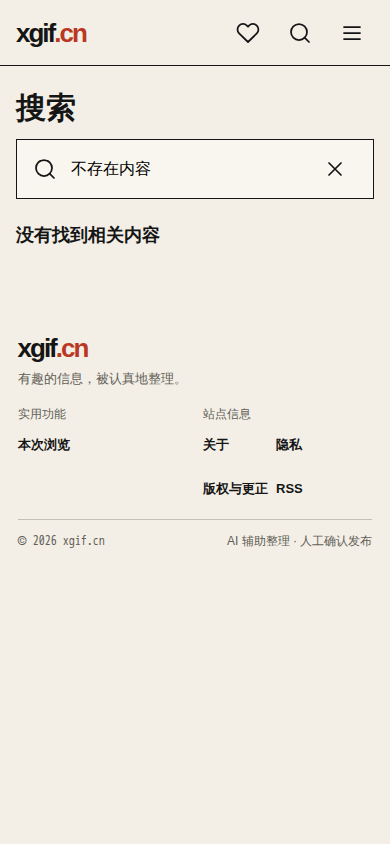 xgif.cn
搜索
不存在内容
没有找到相关内容
xgif.cn
有趣的信息，被认真地整理。
实用功能
站点信息
本次浏览
关于 隐私
版权与更正 RSS
© 2026 xgif.cn
AI 辅助整理 · 人工确认发布